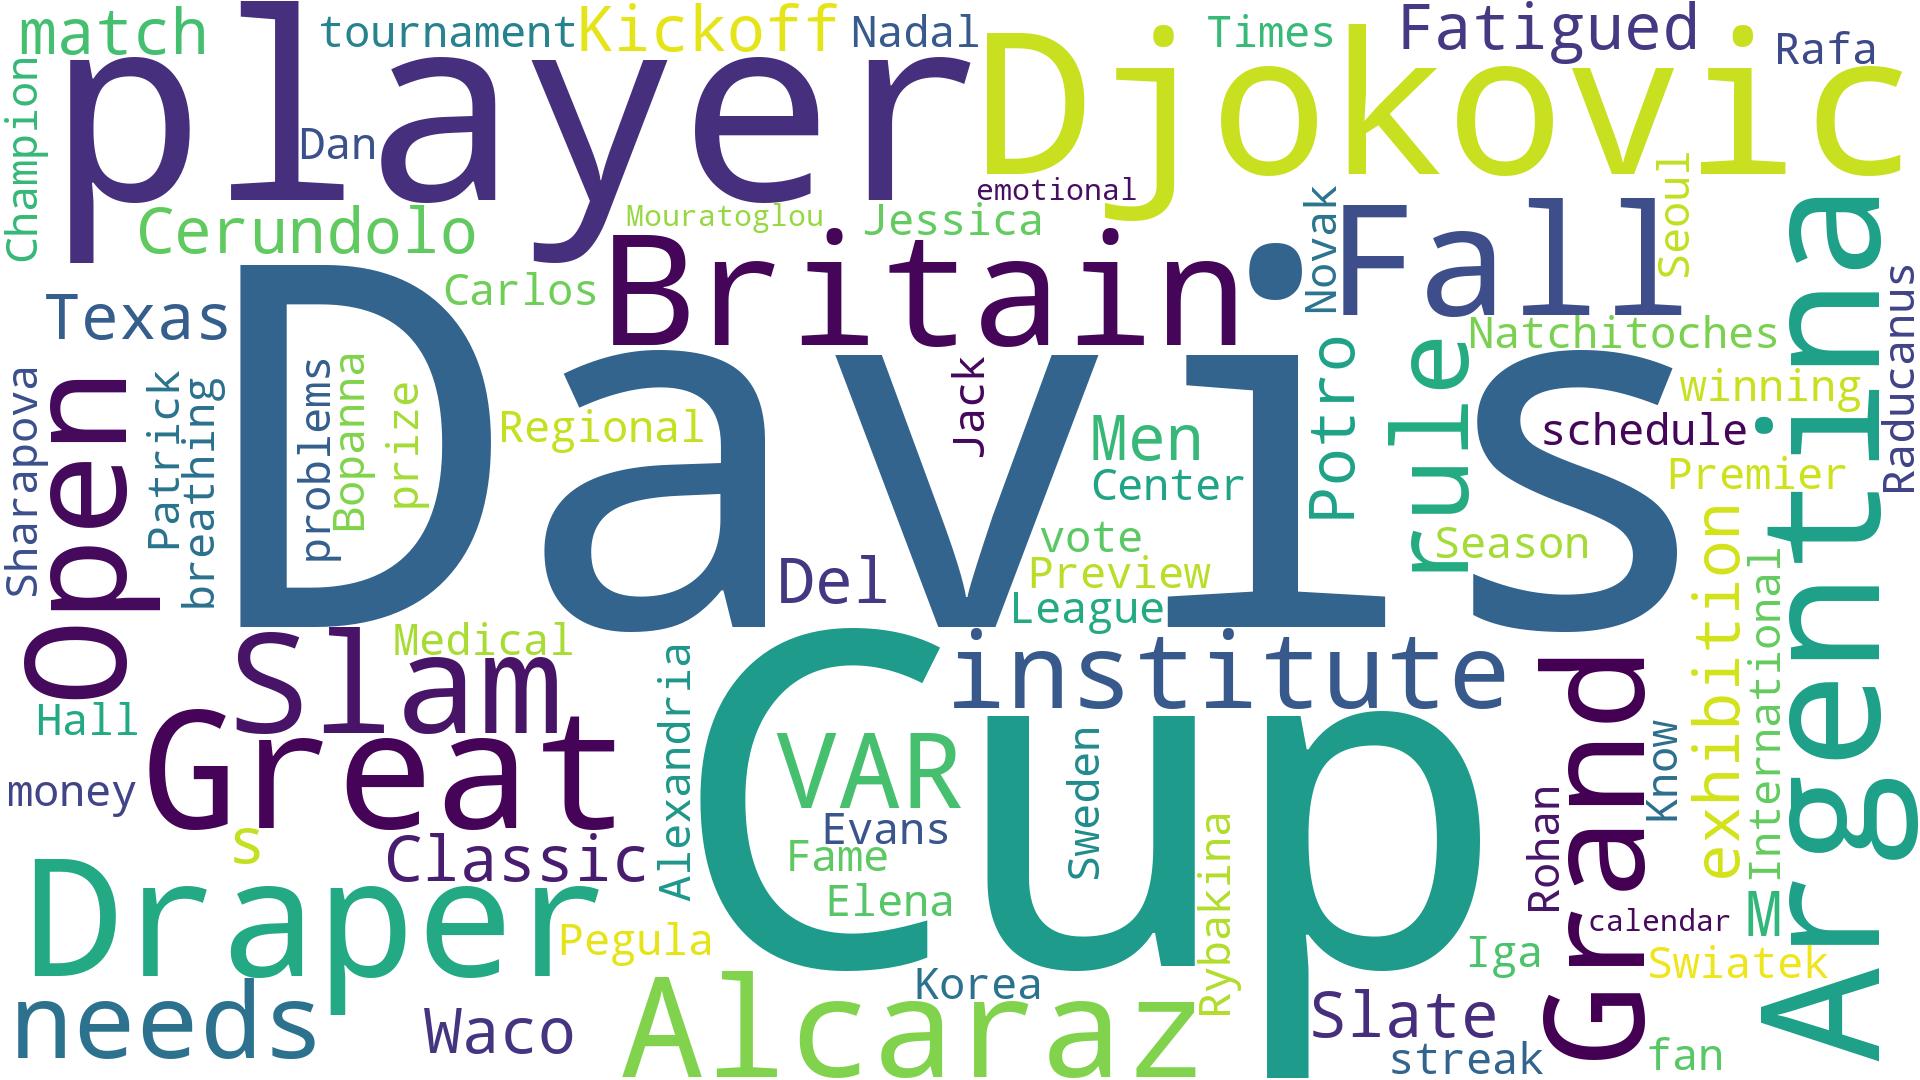 match
tournament
Kickoff
Nadal
Times
Fatigued
Rafa
player
Djokovic
Champion
Dan
emotional
Cerundolo
Mouratoglou
Jessica
Novak
Fall
Seoul
Texas
Carlos
Britain
•
Natchitoches
Raducanus
Argentina
Open
Sharapova
Patrick
breathing
Davis
problems
Bopanna
prize
Regional
Jack
Men
Center
Potro
rule
winning
schedule
Premier
vote
Season
Preview
Del
League
exhibition
International
Slam
Medical
Alexandria
Cup
institute
Grand
Hall
Great
VAR
Sweden
Know
money
s
Classic
Evans
Fame
Elena
Rybakina
Rohan
Draper
Pegula
calendar
M
Iga
Swiatek
needs
Waco
Alcaraz
Korea
Slate
streak
fan